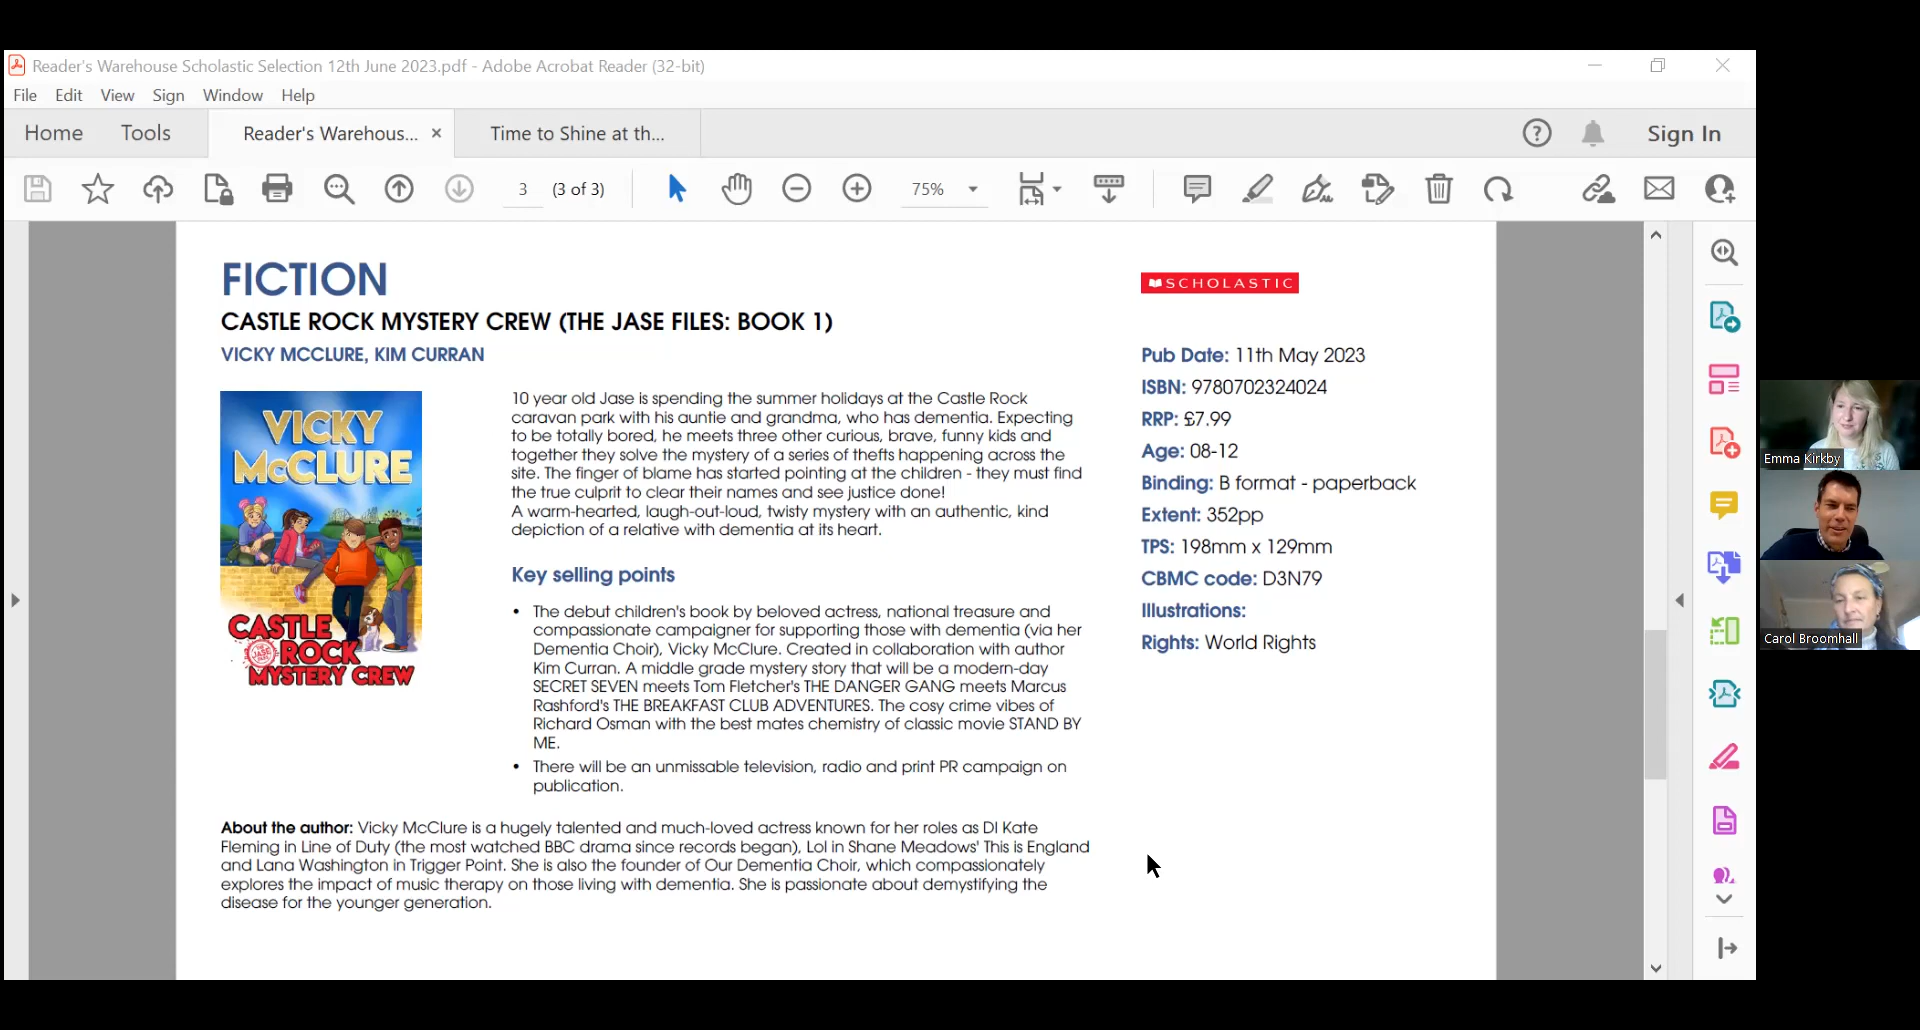 Reader's Warehouse Scholastic Selection 12th June 2023.pdf - Adobe Acrobat Reader (32-bit)
File Edit View Sign Window Help
Home Tools Reader's Warehous... × Time to Shine at th... Sign In
3 (3 of 3) 75%
FICTION
SCHOLASTIC
CASTLE ROCK MYSTERY CREW (THE JASE FILES: BOOK 1)
VICKY MCCLURE, KIM CURRAN
VICKY
McCLURE
CASTLE
THE JASE FILES
ROCK
MYSTERY CREW
10 year old Jase is spending the summer holidays at the Castle Rock
caravan park with his auntie and grandma, who has dementia. Expecting
to be totally bored, he meets three other curious, brave, funny kids and
together they solve the mystery of a series of thefts happening across the
site. The finger of blame has started pointing at the children - they must find
the true culprit to clear their names and see justice done!
A warm-hearted, laugh-out-loud, twisty mystery with an authentic, kind
depiction of a relative with dementia at its heart.
Key selling points
• The debut children's book by beloved actress, national treasure and
compassionate campaigner for supporting those with dementia (via her
Dementia Choir), Vicky McClure. Created in collaboration with author
Kim Curran. A middle grade mystery story that will be a modern-day
SECRET SEVEN meets Tom Fletcher's THE DANGER GANG meets Marcus
Rashford's THE BREAKFAST CLUB ADVENTURES. The cosy crime vibes of
Richard Osman with the best mates chemistry of classic movie STAND BY
ME.
• There will be an unmissable television, radio and print PR campaign on
publication.
About the author: Vicky McClure is a hugely talented and much-loved actress known for her roles as DI Kate
Fleming in Line of Duty (the most watched BBC drama since records began), Lol in Shane Meadows' This is England
and Lana Washington in Trigger Point. She is also the founder of Our Dementia Choir, which compassionately
explores the impact of music therapy on those living with dementia. She is passionate about demystifying the
disease for the younger generation.
Pub Date: 11th May 2023
ISBN: 9780702324024
RRP: £7.99
Age: 08-12
Binding: B format - paperback
Extent: 352pp
TPS: 198mm x 129mm
CBMC code: D3N79
Illustrations:
Rights: World Rights
Emma Kirkby
Carol Broomhall